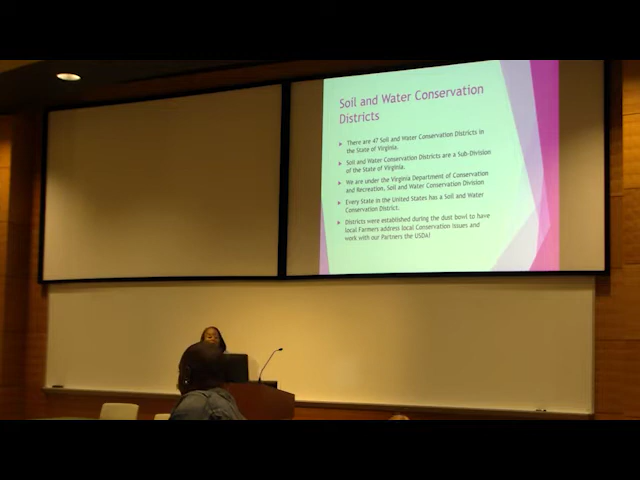 Soil and Water Conservation
Districts
There are 47 Soil and Water Conservation Districts in
the State of Virginia.
Soil and Water Conservation Districts are a Sub-Division
of the State of Virginia.
We are under the Virginia Department of Conservation
and Recreation, Soil and Water Conservation Division
Every State in the United States has a Soil and Water
Conservation District.
Districts were established during the dust bowl to have
local Farmers address local Conservation issues and
work with our Partners the USDA!